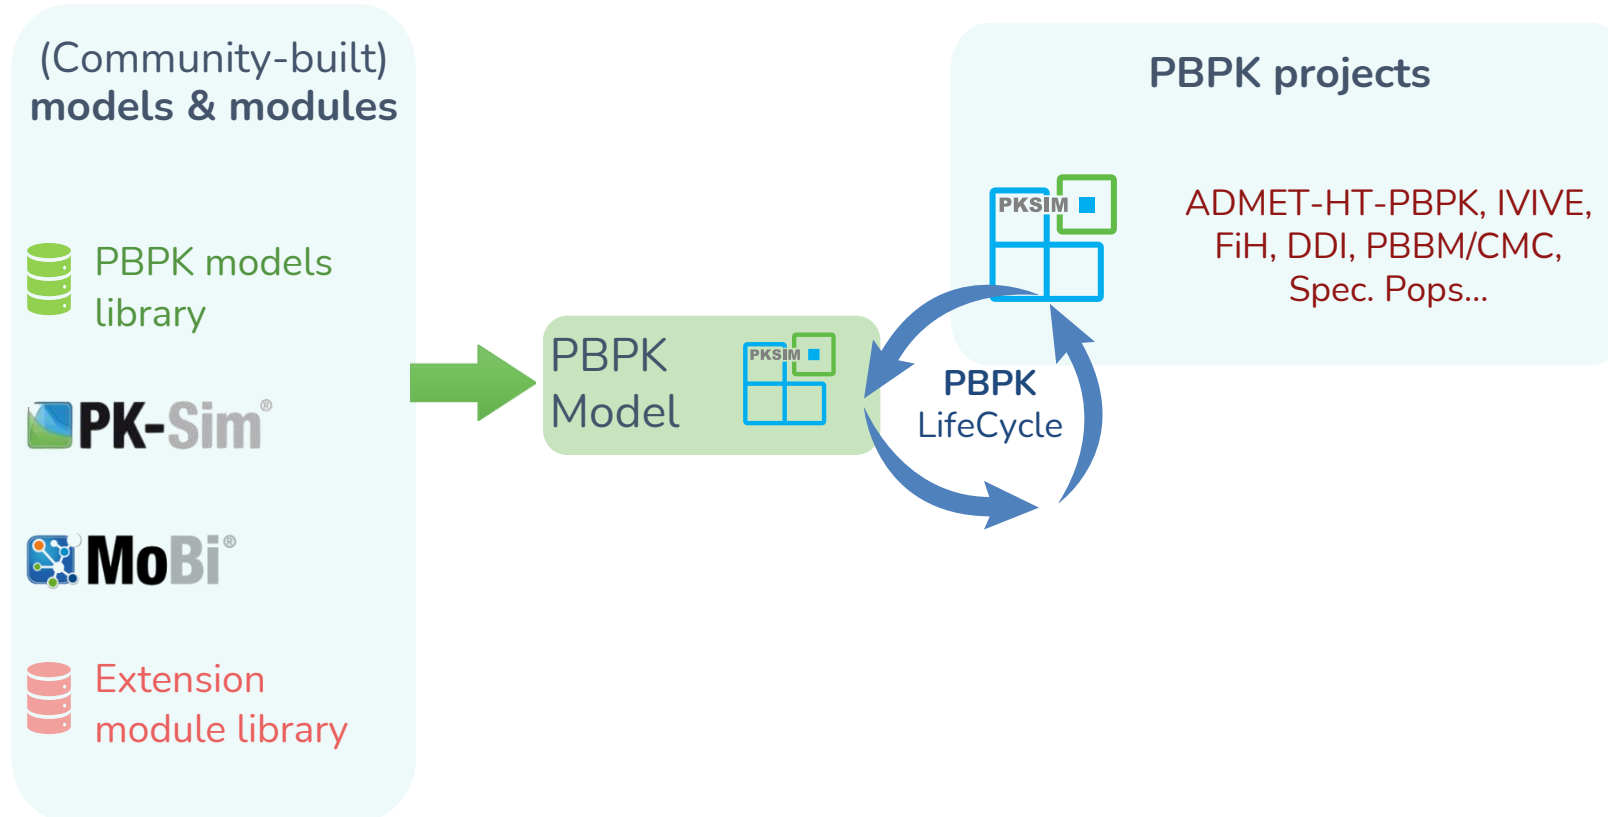 (Community-built)
models & modules
PBPK models
library
PK-Sim®
MoBi®
Extension
module library
PBPK
Model
PKSIM
PBPK
LifeCycle
PBPK projects
PKSIM
ADMET-HT-PBPK, IVIVE,
FiH, DDI, PBBM/CMC,
Spec. Pops...